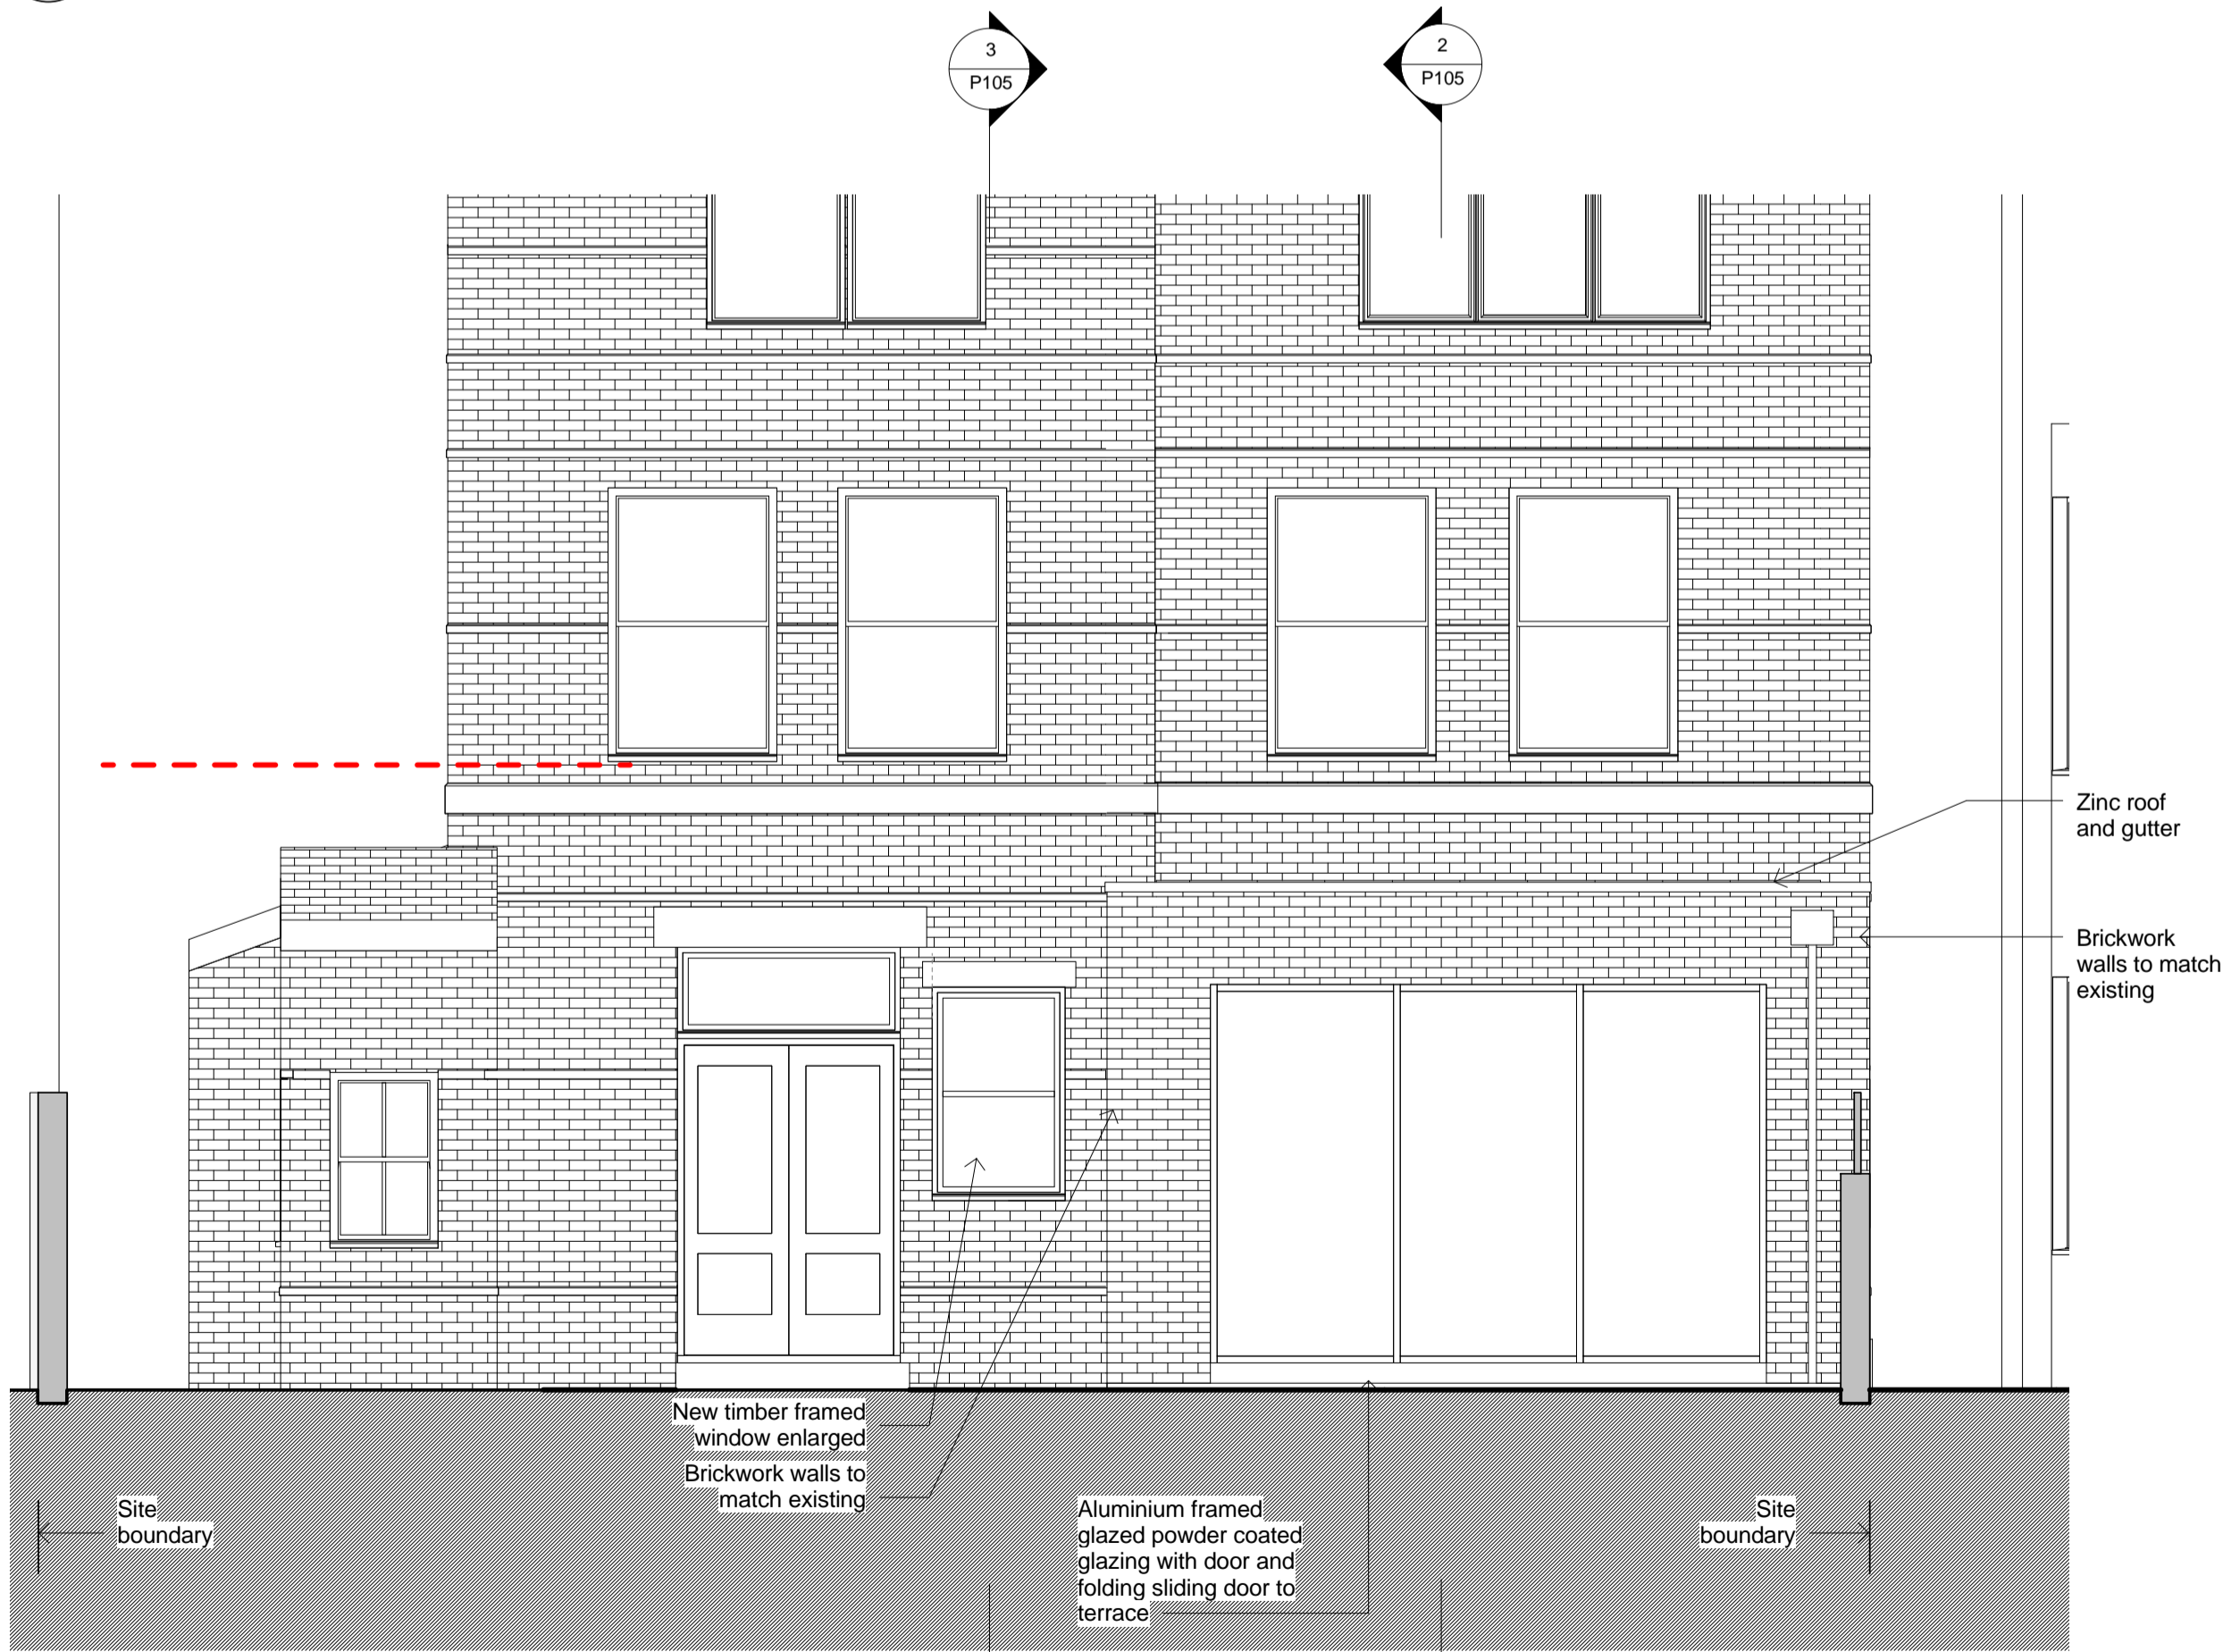 3
P105
2
P105
Zinc roof
and gutter
Brickwork
walls to match
existing
New timber framed
window enlarged
Brickwork walls to
match existing
Site
boundary
Aluminium framed
glazed powder coated
glazing with door and
folding sliding door to
terrace
Site
boundary